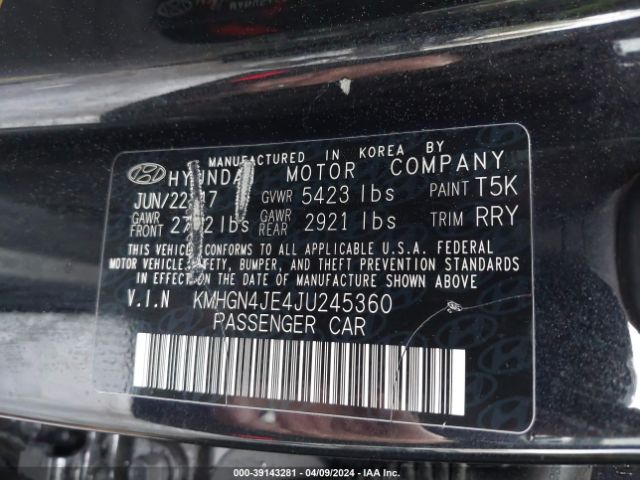 MANUFACTURED IN KOREA BY
HYUNDAI MOTOR COMPANY
GVWR 5423 lbs PAINT T5K
GAWR FRONT lbs GAWR REAR 2921 lbs TRIM RRY
THIS VEHICLE CONFORMS TO ALL APPLICABLE U.S.A. FEDERAL
MOTOR VEHICLE SAFETY, BUMPER, AND THEFT PREVENTION STANDARDS
IN EFFECT ON THE DATE OF MANUFACTURE SHOWN ABOVE
V.I.N KMHGN4JE4JU245360
PASSENGER CAR
000-39143281 - 04/09/2024 - IAA Inc.